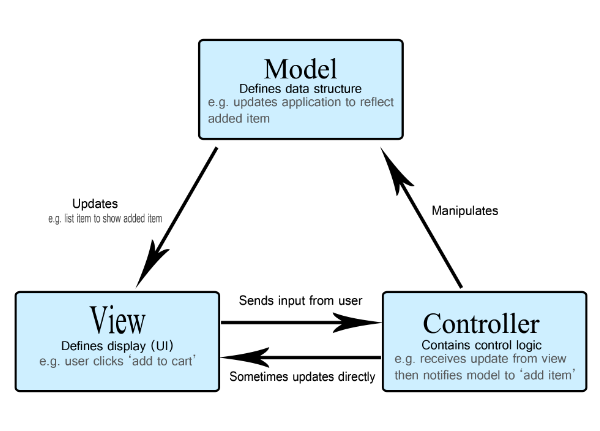 Model
Defines data structure
e.g. updates application to reflect
added item
Updates
e.g. list item to show added item
Manipulates
View
Defines display (UI)
e.g. user clicks ‘add to cart’
Sends input from user
Sometimes updates directly
Controller
Contains control logic
e.g. receives update from view
then notifies model to ‘add item’